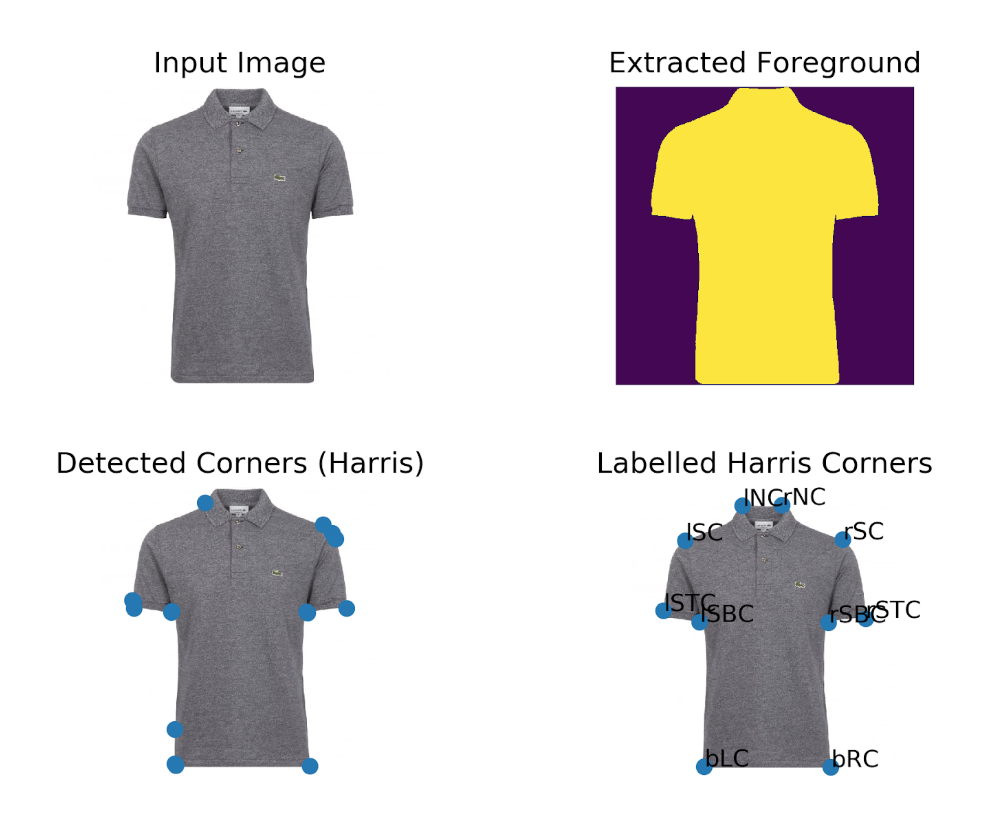 Input Image
Extracted Foreground
Detected Corners (Harris)
Labelled Harris Corners
lNC rNC
lSC rSC
lSTC rSTC
lSBC rSBC
bLC bRC